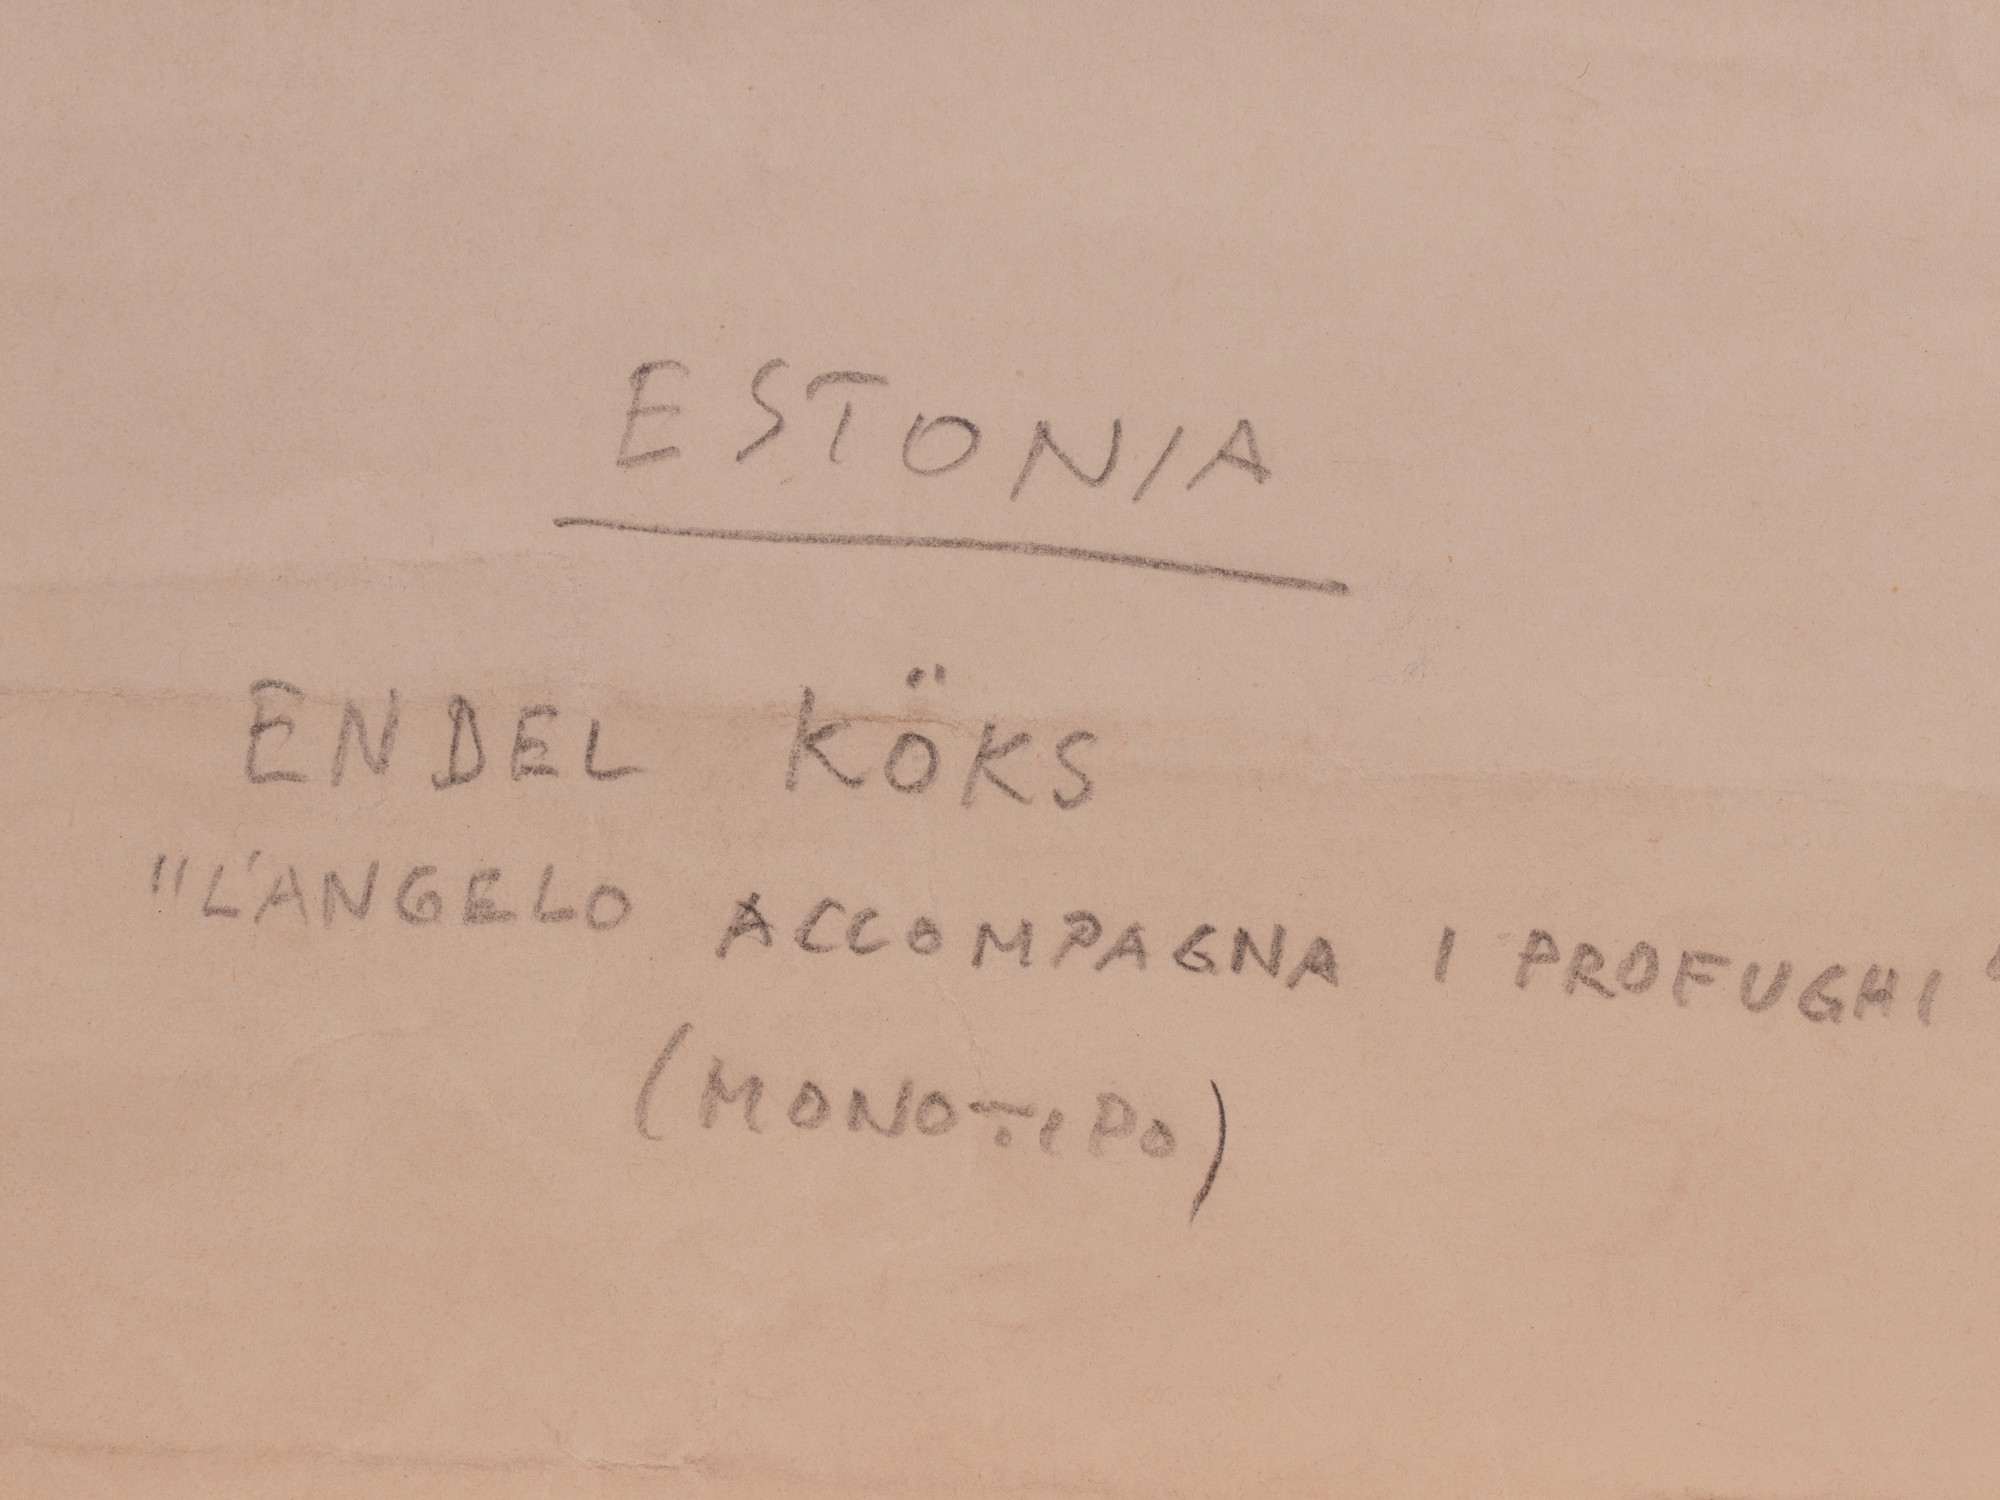 ESTONIA
ENDEL KÖKS
"L'ANGELO ACCOMPAGNA I PROFUGHI"
(MONOTIPO)